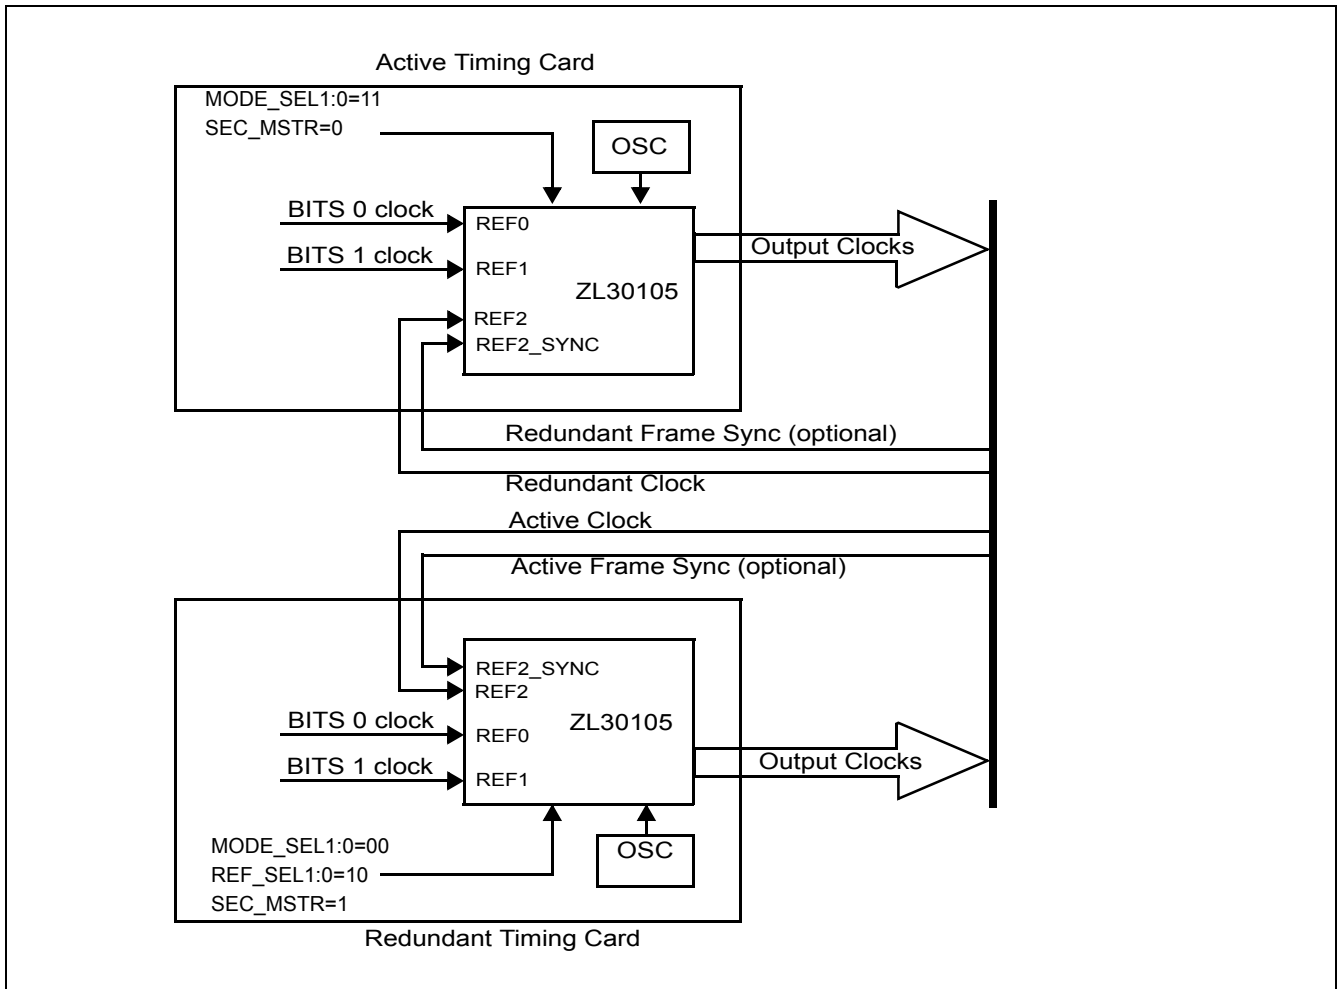 Active Timing Card
MODE_SEL1:0=11
SEC_MSTR=0
OSC
BITS 0 clock
REF0
BITS 1 clock
REF1
Output Clocks
ZL30105
REF2
REF2_SYNC
Redundant Frame Sync (optional)
Redundant Clock
Active Clock
Active Frame Sync (optional)
REF2_SYNC
REF2
BITS 0 clock
REF0
ZL30105
BITS 1 clock
REF1
Output Clocks
MODE_SEL1:0=00
REF_SEL1:0=10
SEC_MSTR=1
OSC
Redundant Timing Card